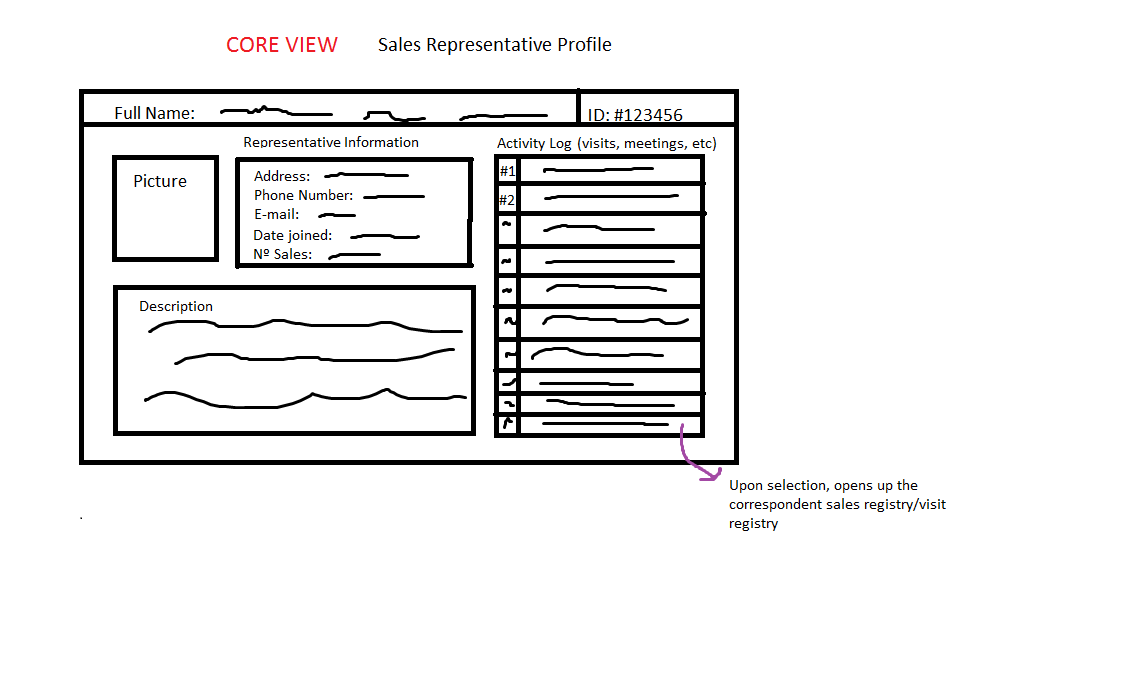 CORE VIEW Sales Representative Profile
Full Name: ID: #123456
Representative Information
Activity Log (visits, meetings, etc)
Picture
Address:
Phone Number:
E-mail:
Date joined:
Nº Sales:
#1
#2
Description
Upon selection, opens up the
correspondent sales registry/visit
registry